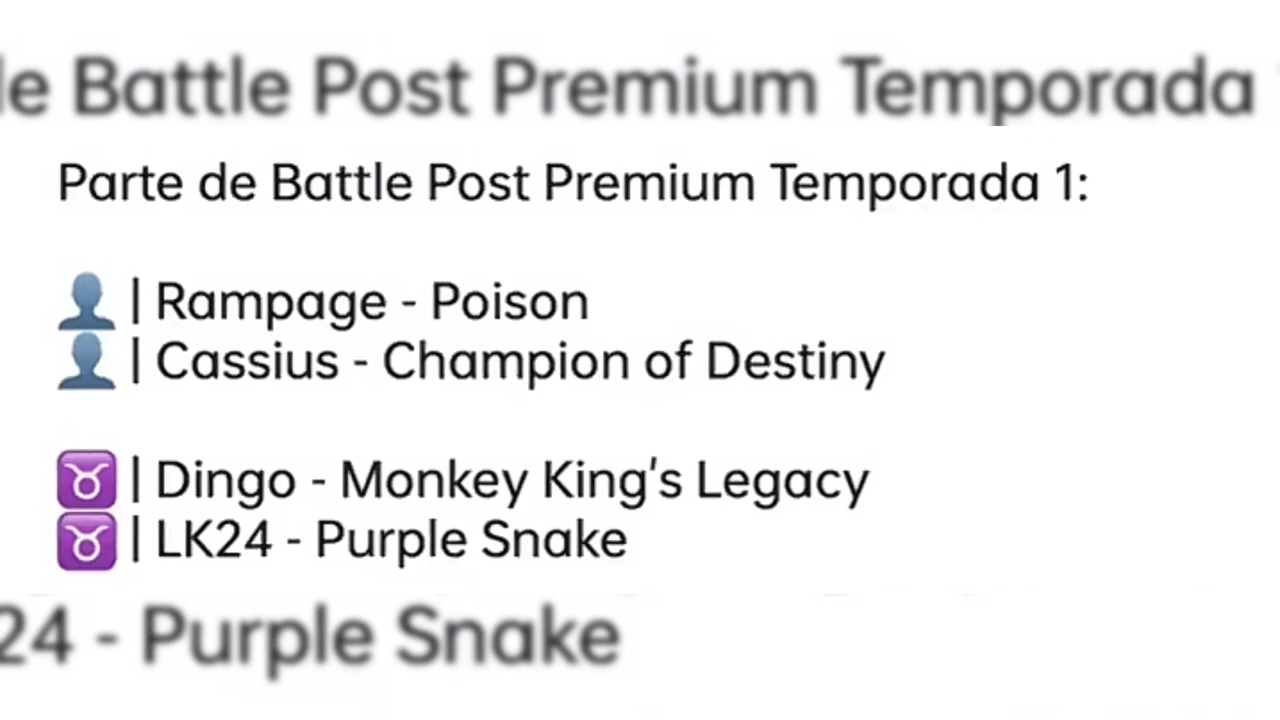 de Battle Post Premium Temporada
Parte de Battle Post Premium Temporada 1:
👤 | Rampage - Poison
👤 | Cassius - Champion of Destiny
♉ | Dingo - Monkey King's Legacy
♉ | LK24 - Purple Snake
24 - Purple Snake